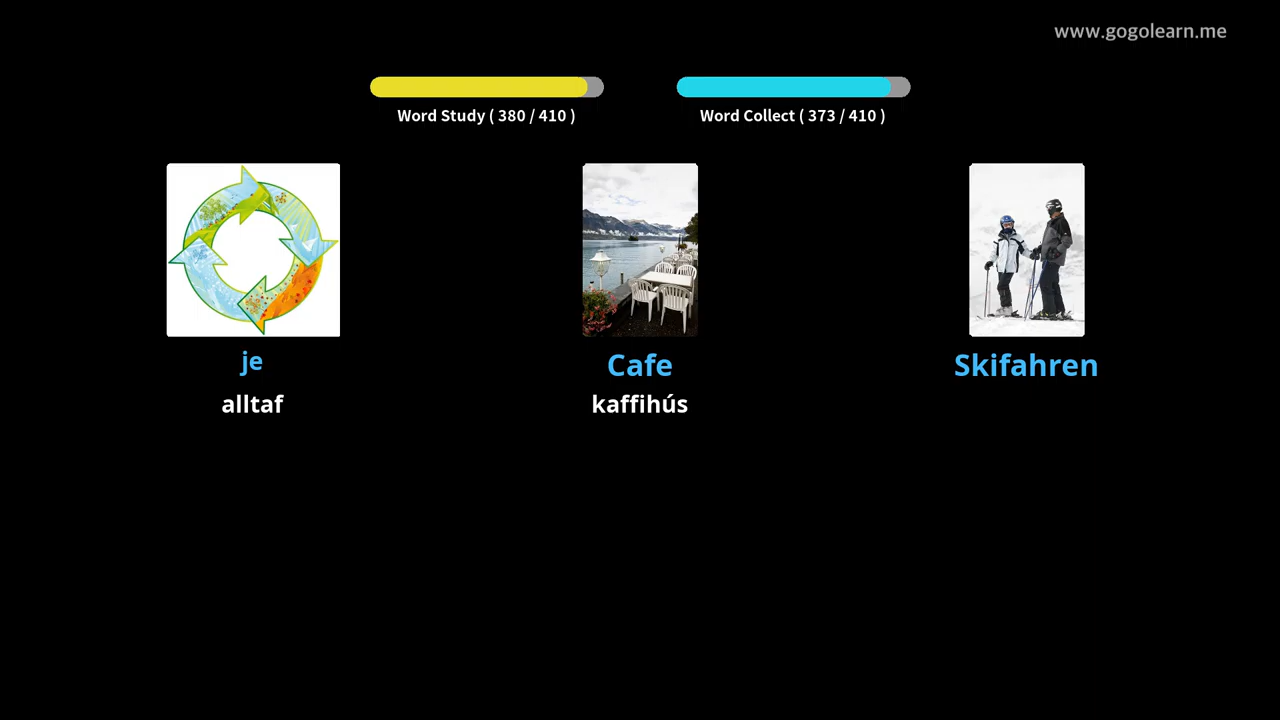 www.gogolearn.me
Word Study ( 380 / 410 )
Word Collect ( 373 / 410 )
je
Cafe
Skifahren
alltaf
kaffihús